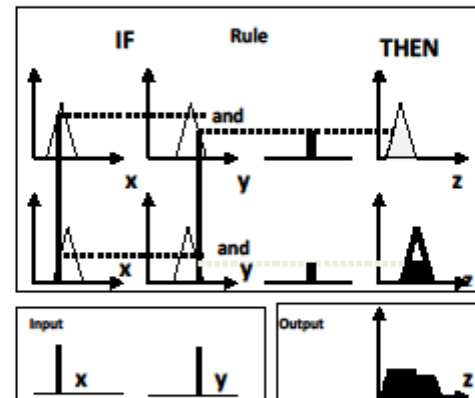 IF Rule THEN
and
x y z
and
x y z
Input Output
x y z